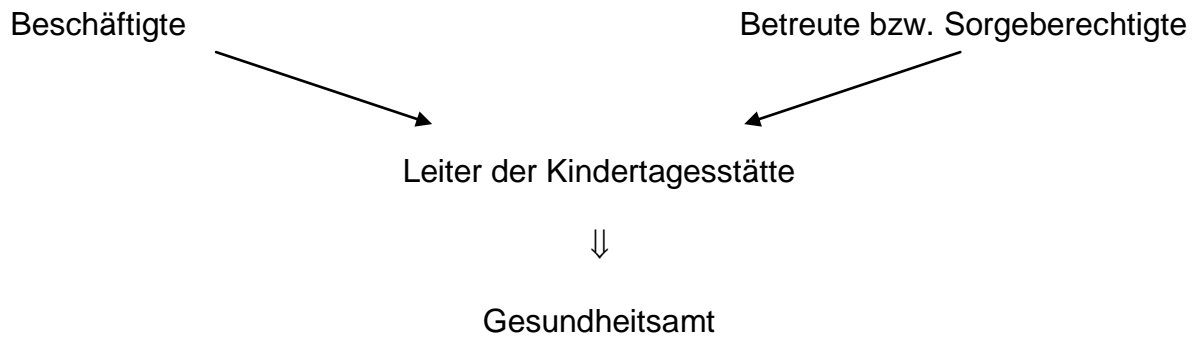 Beschäftigte
Betreute bzw. Sorgeberechtigte
Leiter der Kindertagesstätte
⇓
Gesundheitsamt